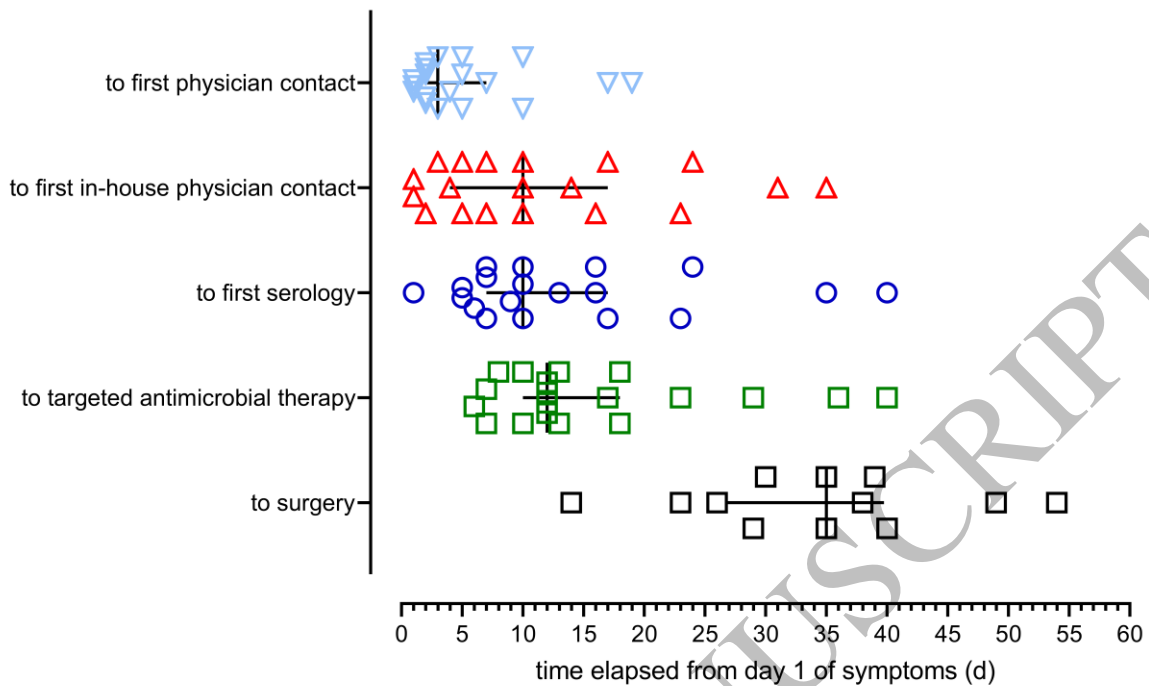 to first physician contact
to first in-house physician contact
to first serology
to targeted antimicrobial therapy
to surgery
0 5 10 15 20 25 30 35 40 45 50 55 60
time elapsed from day 1 of symptoms (d)
USCRIPT